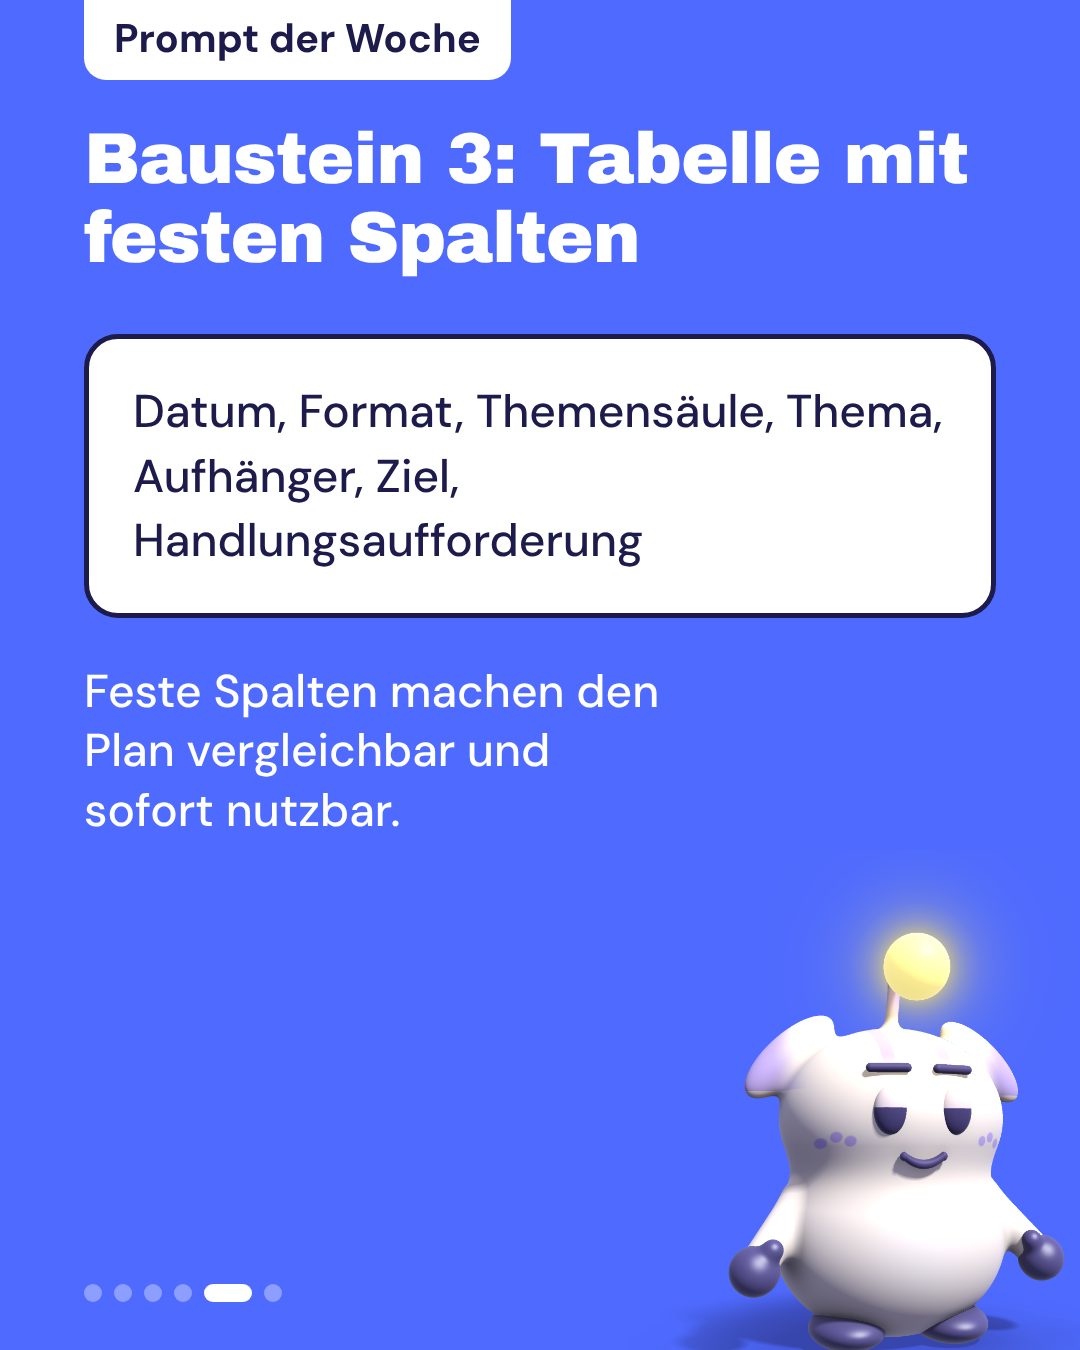 Prompt der Woche
Baustein 3: Tabelle mit
festen Spalten
Datum, Format, Themensäule, Thema,
Aufhänger, Ziel,
Handlungsaufforderung
Feste Spalten machen den
Plan vergleichbar und
sofort nutzbar.